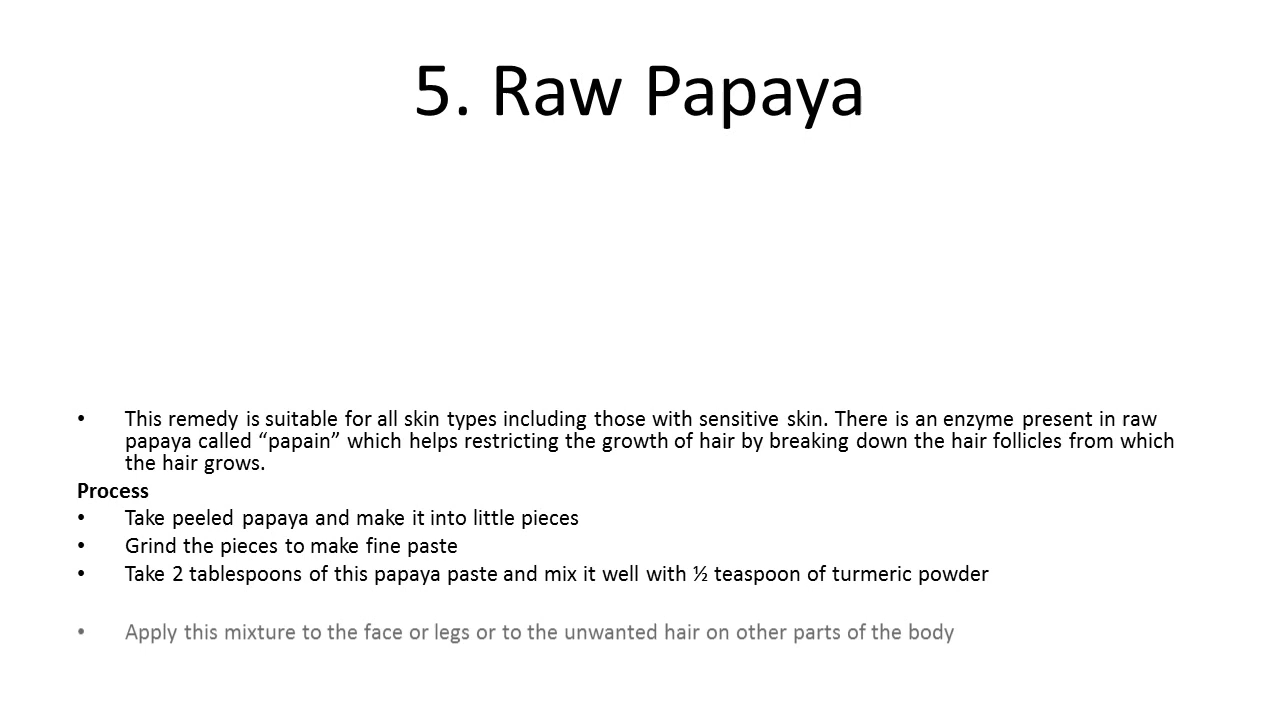 5. Raw Papaya
• This remedy is suitable for all skin types including those with sensitive skin. There is an enzyme present in raw
papaya called “papain” which helps restricting the growth of hair by breaking down the hair follicles from which
the hair grows.
Process
• Take peeled papaya and make it into little pieces
• Grind the pieces to make fine paste
• Take 2 tablespoons of this papaya paste and mix it well with ½ teaspoon of turmeric powder
• Apply this mixture to the face or legs or to the unwanted hair on other parts of the body